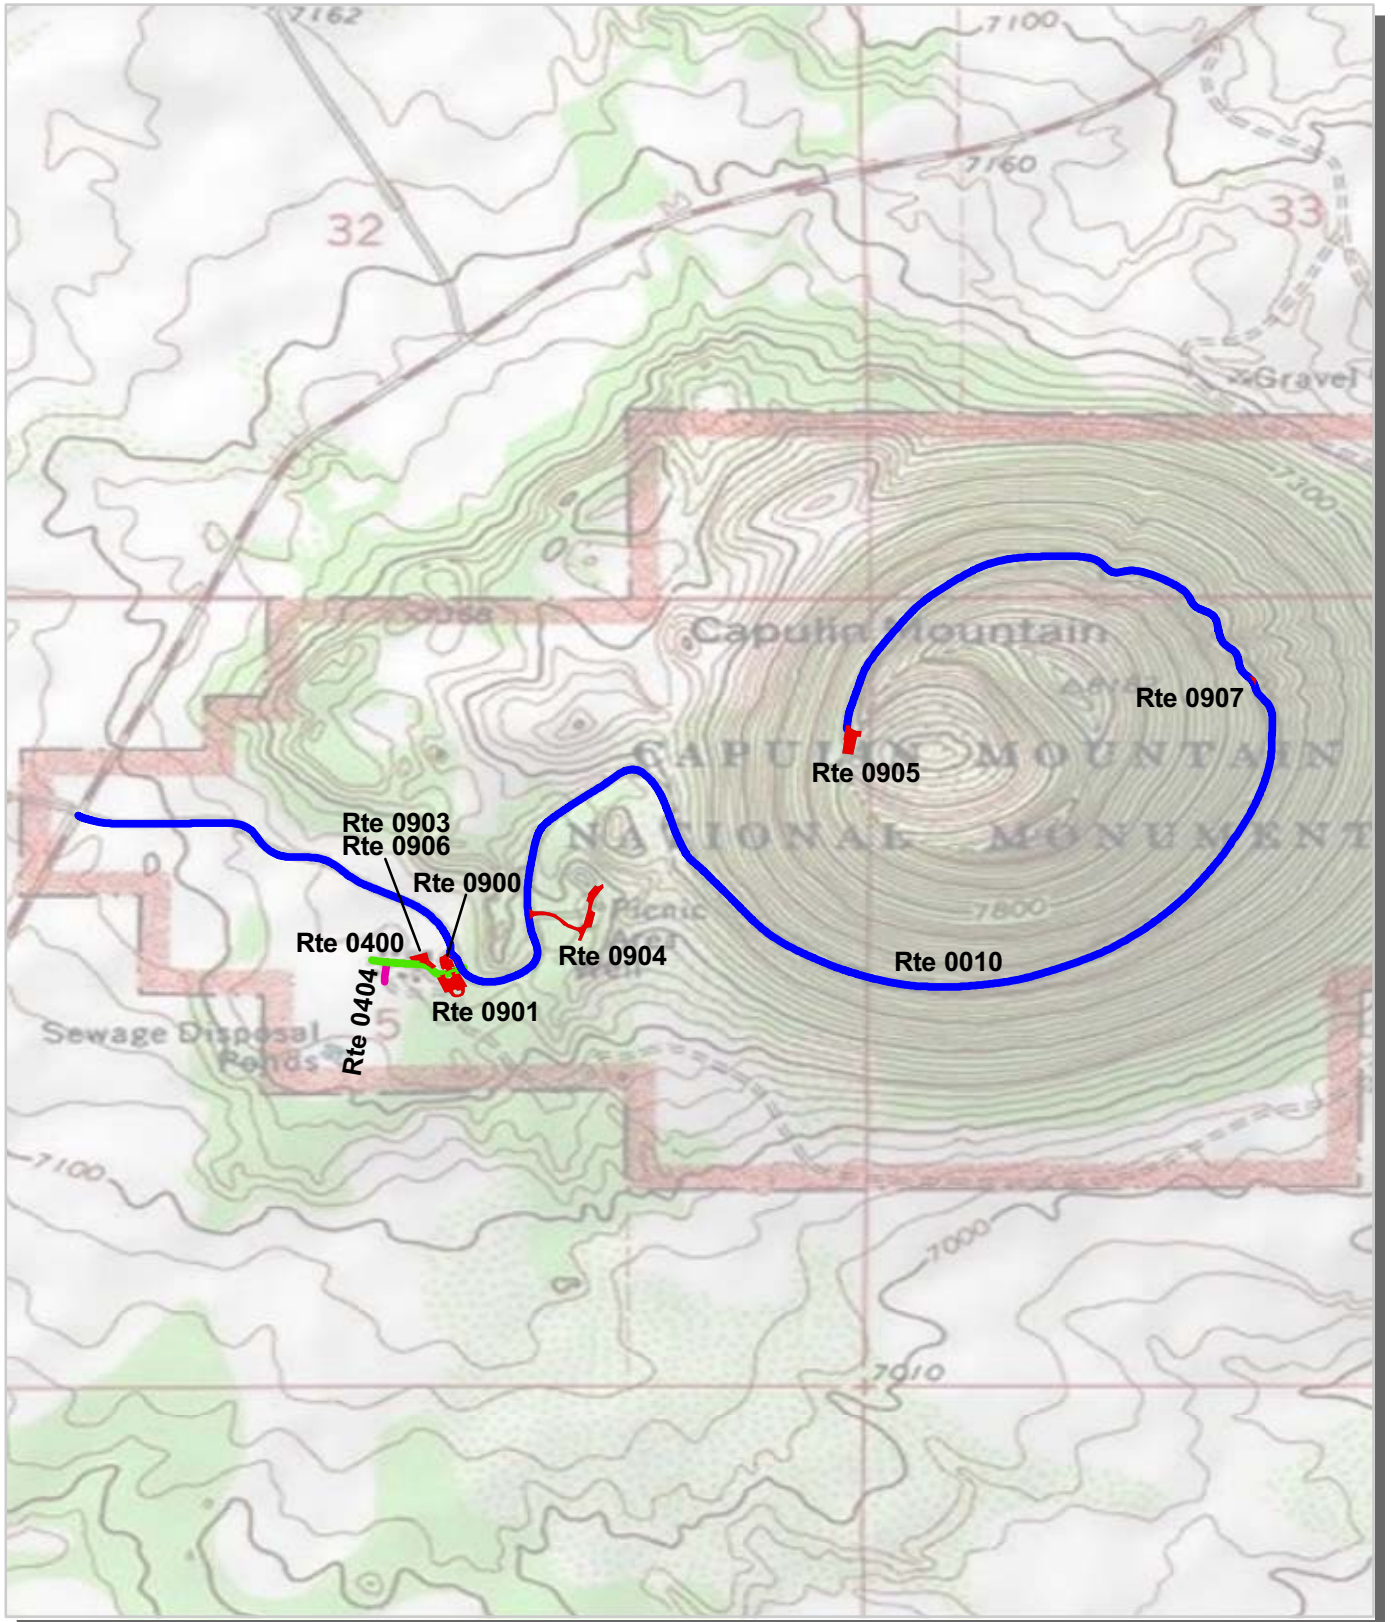 7162
7100
7160
32
33
Gravel
7300
Capulin Mountain
Rte 0907
CAPULIN MOUNTAIN
Rte 0905
NATIONAL MONUMENT
Rte 0903
Rte 0906
Rte 0900
Picnic
Rte 0400
Rte 0904
Rte 0010
Rte 0404
Rte 0901
5
Sewage Disposal
Ponds
7100
7000
7010